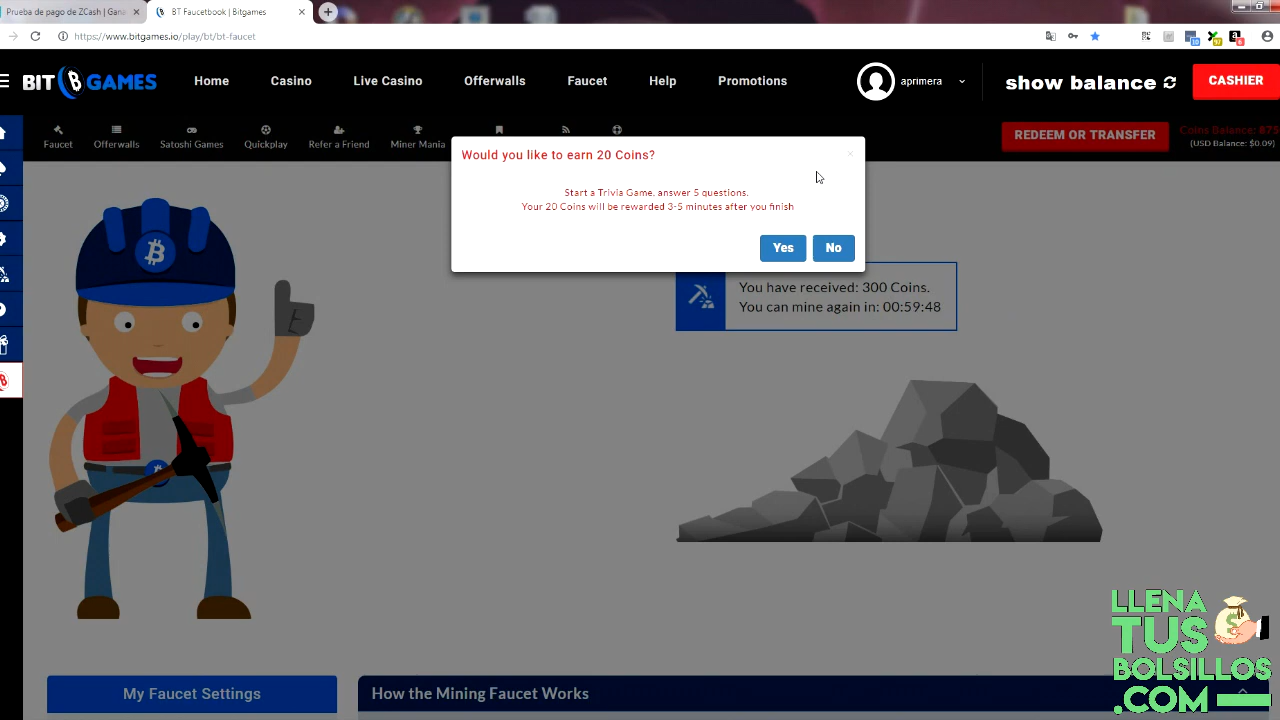 Prueba de pago de ZCash | Gana
BT Faucetbook | Bitgames
https://www.bitgames.io/play/bt/bt-faucet
BIT B GAMES
Home
Casino
Live Casino
Offerwalls
Faucet
Help
Promotions
aprimera
show balance
CASHIER
Faucet
Offerwalls
Satoshi Games
Quickplay
Refer a Friend
Miner Mania
REDEEM OR TRANSFER
Coins Balance: 875
(USD Balance: $0.09)
Would you like to earn 20 Coins?
Start a Trivia Game, answer 5 questions.
Your 20 Coins will be rewarded 3-5 minutes after you finish
Yes
No
You have received: 300 Coins.
You can mine again in: 00:59:48
My Faucet Settings
How the Mining Faucet Works
LLENA
TUS
BOLSILLOS
.COM